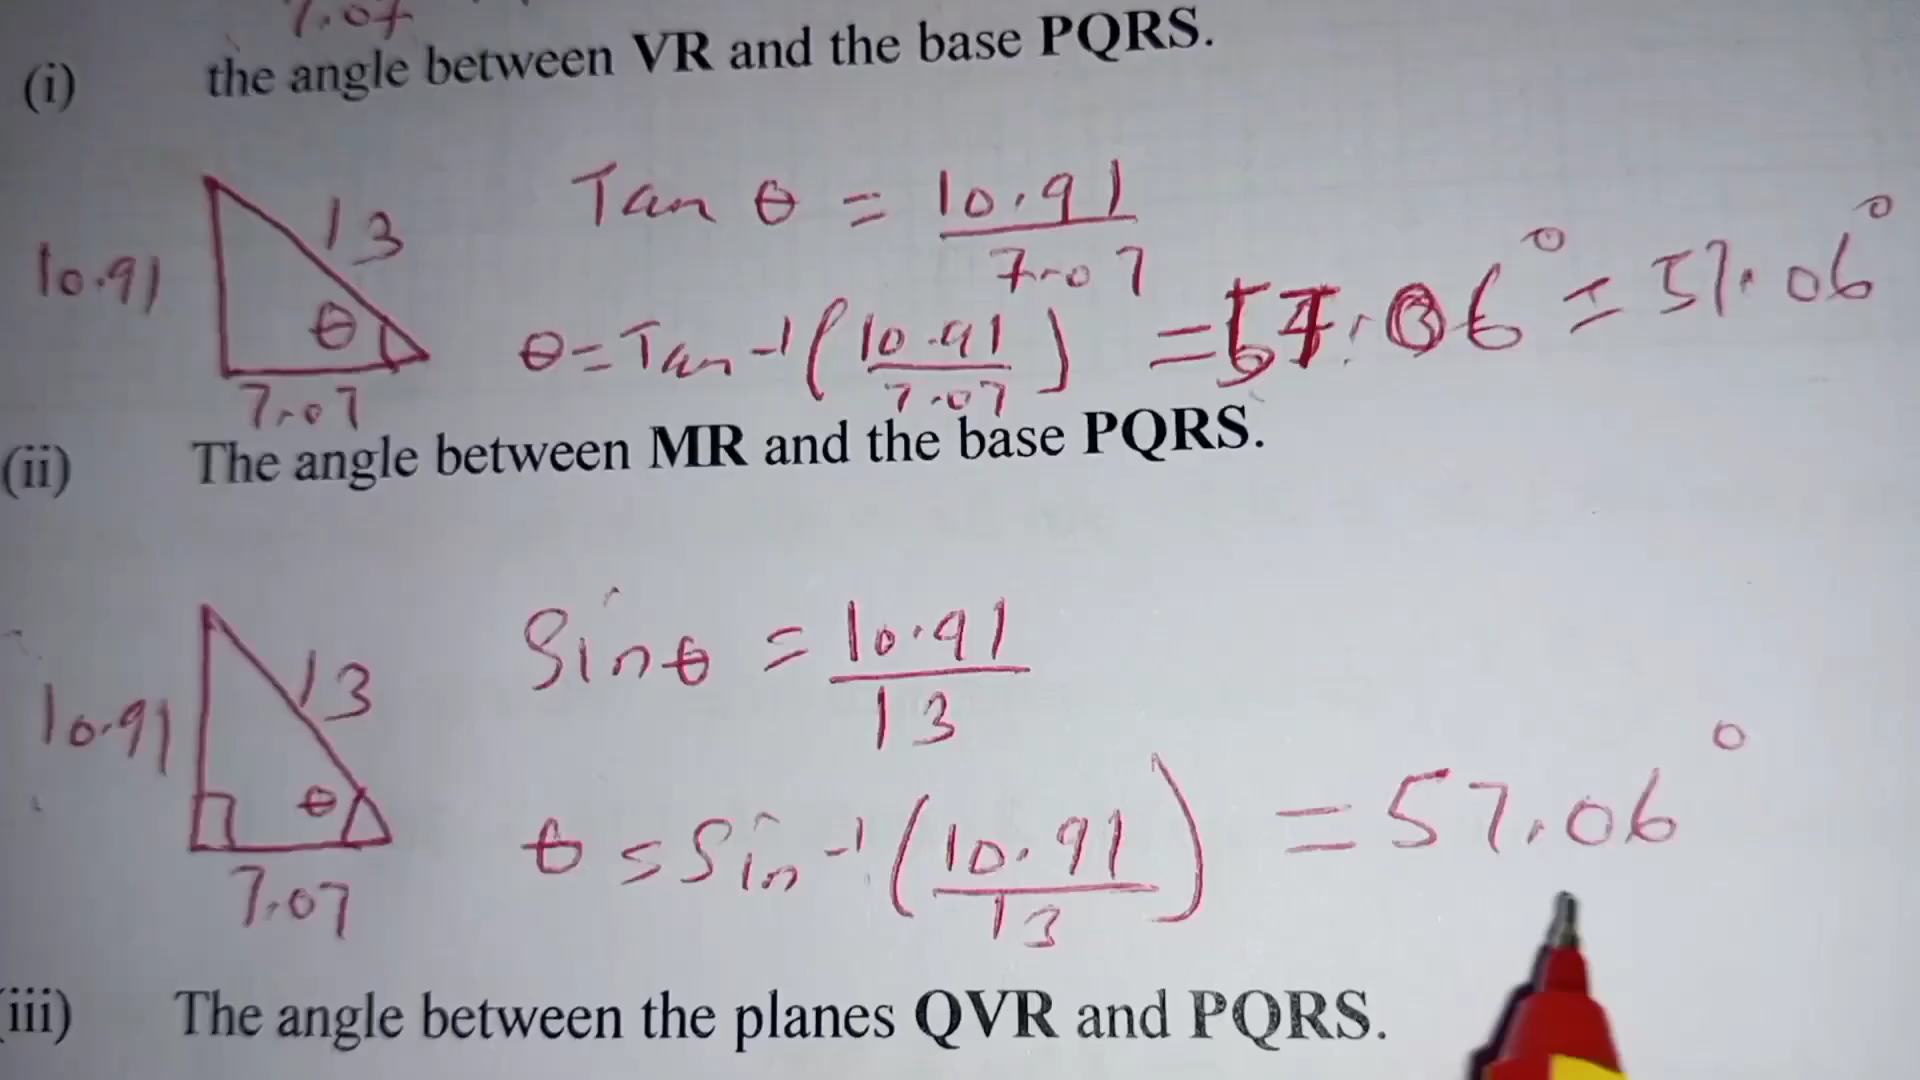 7.07
(i) the angle between VR and the base PQRS.
Tan θ = 10.91 / 7.07
10.91 13 θ 7.07
θ = Tan⁻¹ (10.91 / 7.07) = 57.06° = 57.06°
(ii) The angle between MR and the base PQRS.
Sin θ = 10.91 / 13
10.91 13 θ 7.07
θ = Sin⁻¹ (10.91 / 13) = 57.06°
(iii) The angle between the planes QVR and PQRS.